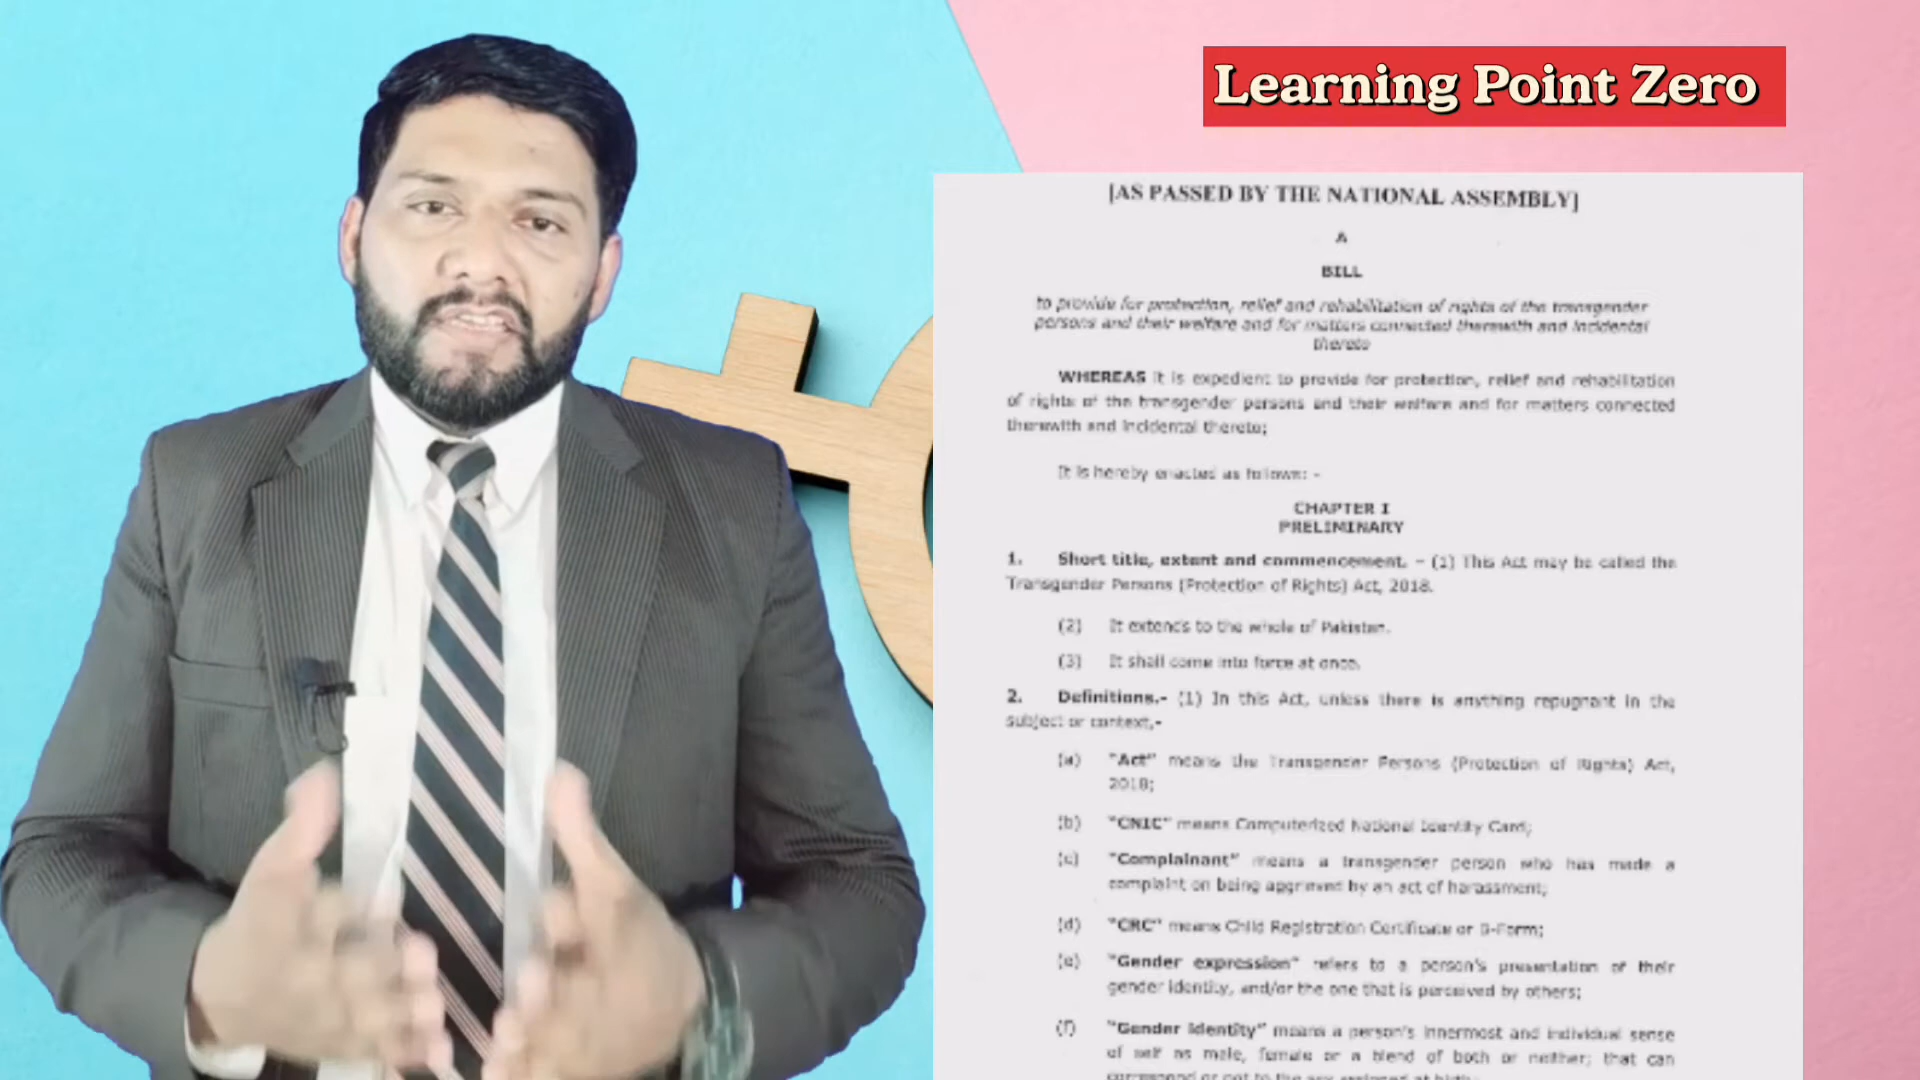 Learning Point Zero
[AS PASSED BY THE NATIONAL ASSEMBLY]
A
BILL
to provide for protection, relief and rehabilitation of rights of the transgender
persons and their welfare and for matters connected therewith and incidental
thereto
WHEREAS it is expedient to provide for protection, relief and rehabilitation
of rights of the transgender persons and their welfare and for matters connected
therewith and incidental thereto;
It is hereby enacted as follows: -
CHAPTER I
PRELIMINARY
1. Short title, extent and commencement. – (1) This Act may be called the
Transgender Persons (Protection of Rights) Act, 2018.
(2) It extends to the whole of Pakistan.
(3) It shall come into force at once.
2. Definitions.- (1) In this Act, unless there is anything repugnant in the
subject or context,-
(a) "Act" means the Transgender Persons (Protection of Rights) Act,
2018;
(b) "CNIC" means Computerized National Identity Card;
(c) "Complainant" means a transgender person who has made a
complaint on being aggrieved by an act of harassment;
(d) "CRC" means Child Registration Certificate or B-Form;
(e) "Gender expression" refers to a person's presentation of their
gender identity, and/or the one that is perceived by others;
(f) "Gender identity" means a person's innermost and individual sense
of self as male, female or a blend of both or neither; that can
correspond or not to the sex assigned at birth;